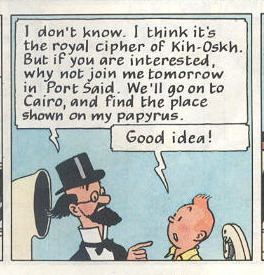 I don't know. I think it's
the royal cipher of Kih-Oskh.
But if you are interested,
why not join me tomorrow
in Port Said. We'll go on to
Cairo, and find the place
shown on my papyrus.
Good idea!